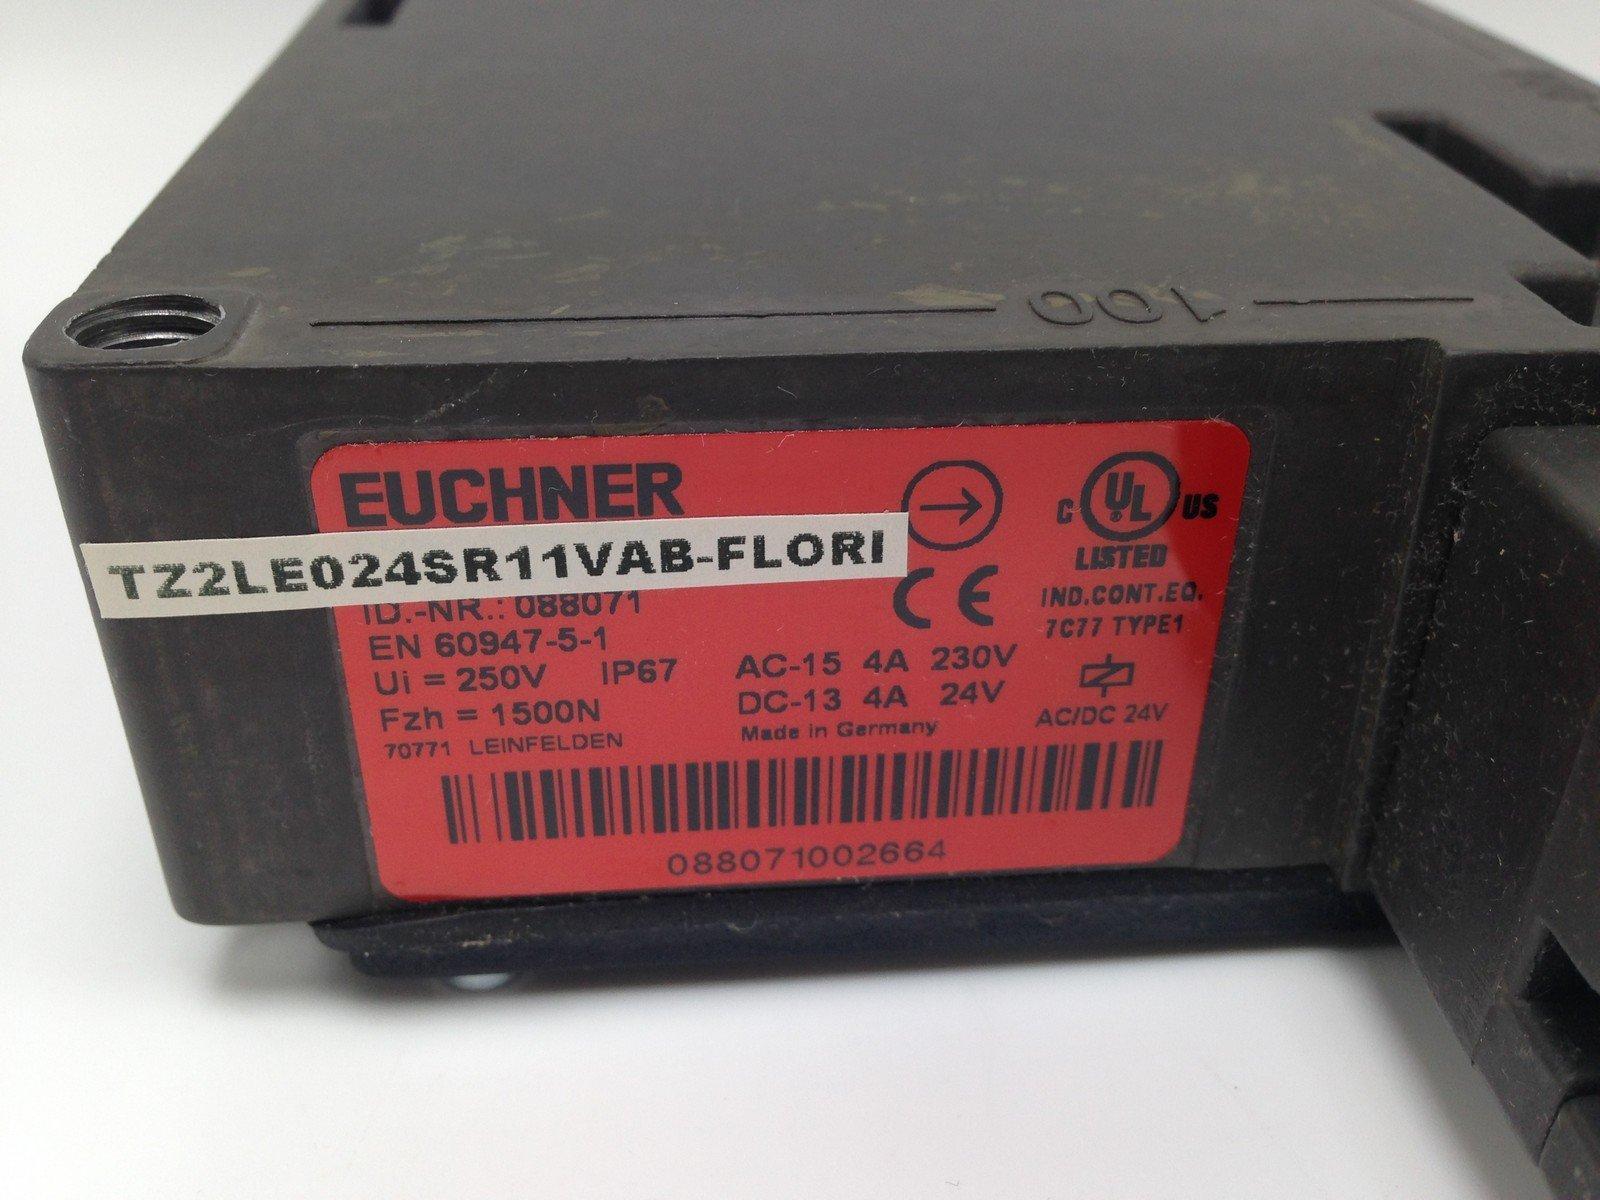 100
EUCHNER
TZ2LE024SR11VAB-FLORI
ID.-NR.: 088071
EN 60947-5-1
Ui = 250V IP67
Fzh = 1500N
70771 LEINFELDEN
AC-15 4A 230V
DC-13 4A 24V
Made in Germany
CE
C UL US
LISTED
IND.CONT.EQ.
7C77 TYPE1
AC/DC 24V
088071002664